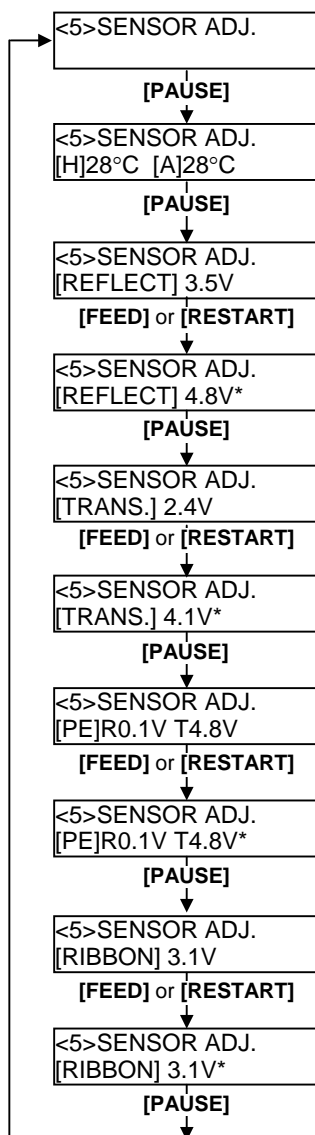 <5>SENSOR ADJ.
[PAUSE]
<5>SENSOR ADJ.
[H]28°C [A]28°C
[PAUSE]
<5>SENSOR ADJ.
[REFLECT] 3.5V
[FEED] or [RESTART]
<5>SENSOR ADJ.
[REFLECT] 4.8V*
[PAUSE]
<5>SENSOR ADJ.
[TRANS.] 2.4V
[FEED] or [RESTART]
<5>SENSOR ADJ.
[TRANS.] 4.1V*
[PAUSE]
<5>SENSOR ADJ.
[PE]R0.1V T4.8V
[FEED] or [RESTART]
<5>SENSOR ADJ.
[PE]R0.1V T4.8V*
[PAUSE]
<5>SENSOR ADJ.
[RIBBON] 3.1V
[FEED] or [RESTART]
<5>SENSOR ADJ.
[RIBBON] 3.1V*
[PAUSE]